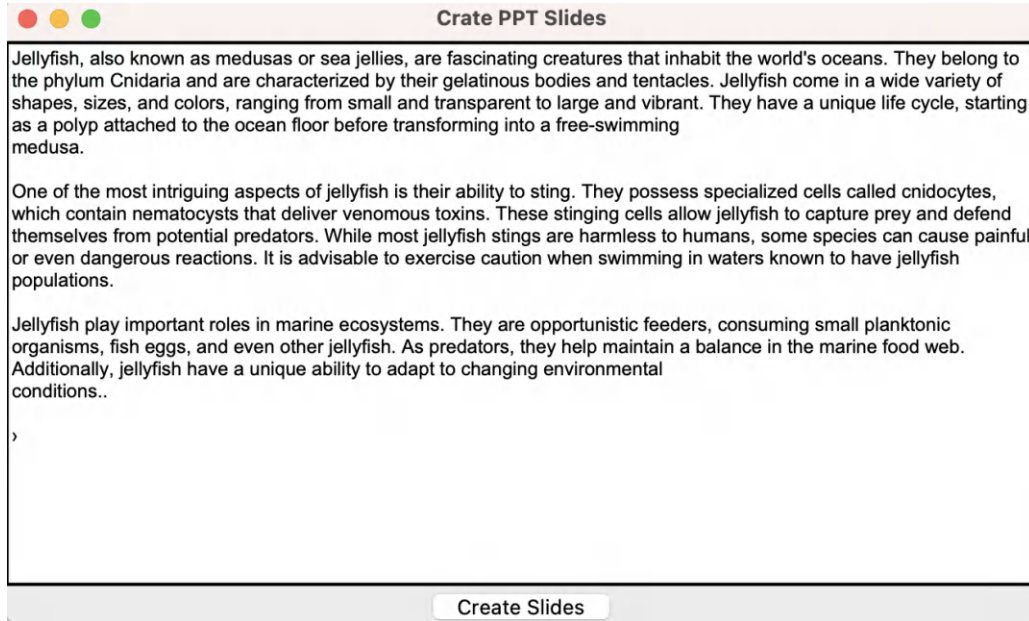 Crate PPT Slides
Jellyfish, also known as medusas or sea jellies, are fascinating creatures that inhabit the world's oceans. They belong to
the phylum Cnidaria and are characterized by their gelatinous bodies and tentacles. Jellyfish come in a wide variety of
shapes, sizes, and colors, ranging from small and transparent to large and vibrant. They have a unique life cycle, starting
as a polyp attached to the ocean floor before transforming into a free-swimming
medusa.
One of the most intriguing aspects of jellyfish is their ability to sting. They possess specialized cells called cnidocytes,
which contain nematocysts that deliver venomous toxins. These stinging cells allow jellyfish to capture prey and defend
themselves from potential predators. While most jellyfish stings are harmless to humans, some species can cause painful
or even dangerous reactions. It is advisable to exercise caution when swimming in waters known to have jellyfish
populations.
Jellyfish play important roles in marine ecosystems. They are opportunistic feeders, consuming small planktonic
organisms, fish eggs, and even other jellyfish. As predators, they help maintain a balance in the marine food web.
Additionally, jellyfish have a unique ability to adapt to changing environmental
conditions..
›
Create Slides